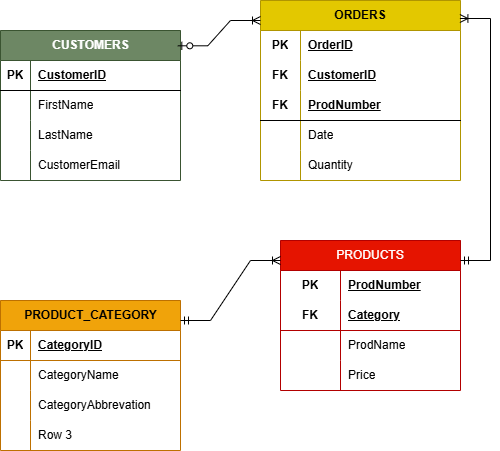 ORDERS
PK OrderID
FK CustomerID
FK ProdNumber
Date
Quantity
CUSTOMERS
PK CustomerID
FirstName
LastName
CustomerEmail
PRODUCTS
PK ProdNumber
FK Category
ProdName
Price
PRODUCT_CATEGORY
PK CategoryID
CategoryName
CategoryAbbrevation
Row 3